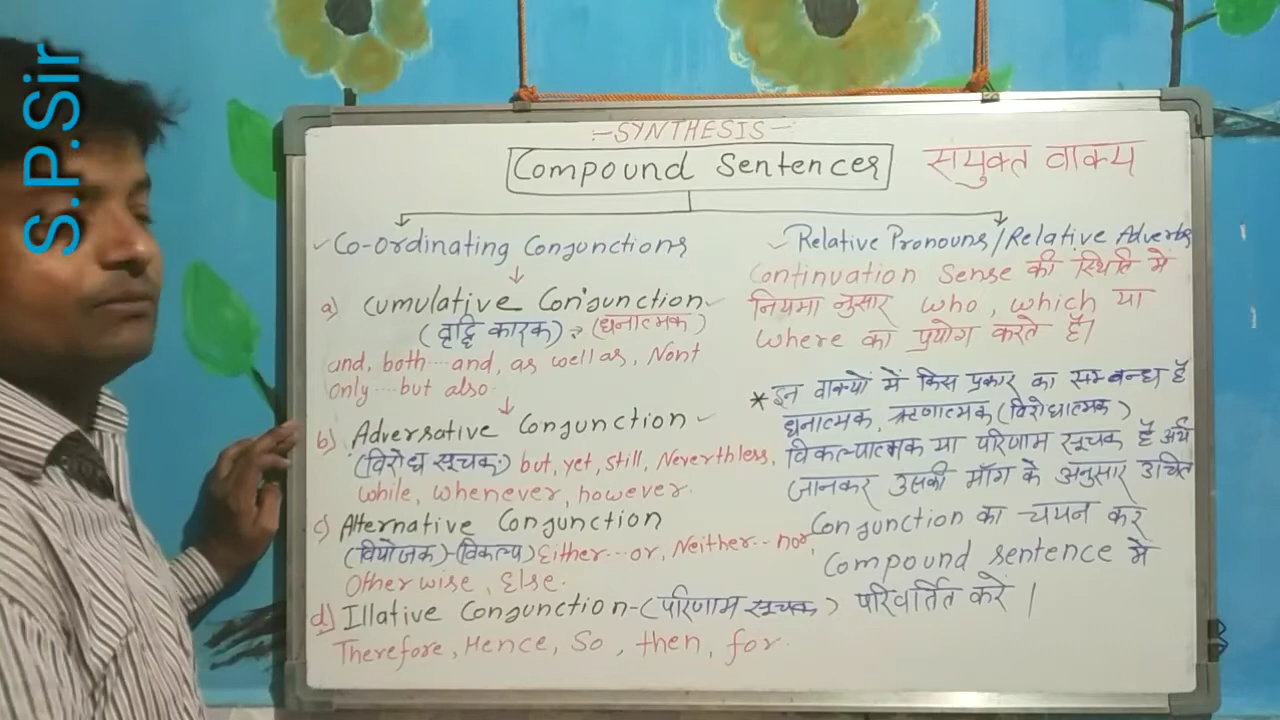 S.P.Sir
:-SYNTHESIS-
Compound Sentences
संयुक्त वाक्य
✓Co-ordinating Conjunctions
a) Cumulative Conjunction
(वृद्धि कारक) (धनात्मक)
and, both....and, as well as, Nont
only....but also.
b) Adversative Conjunction
(विरोध सूचक) but, yet, still, Nevertheless,
while, whenever, however.
c) Alternative Conjunction
(वियोजक)-(विकल्प) Either...or, Neither...nor,
Otherwise, Else.
d) Illative Conjunction-(परिणाम सूचक)
Therefore, Hence, So, then, for.
✓Relative Pronouns/Relative Adverbs
Continuation Sense की स्थिति मे
नियमा नुसार who, which या
where का प्रयोग करते हैं।
*इन वाक्यों में किस प्रकार का सम्बन्ध है
धनात्मक, ऋणात्मक (विरोधात्मक)
विकल्पात्मक या परिणाम सूचक है अर्थ
जानकर उसकी माँग के अनुसार उचित
Conjunction का चयन कर
Compound sentence मे
परिवर्तित करे ।